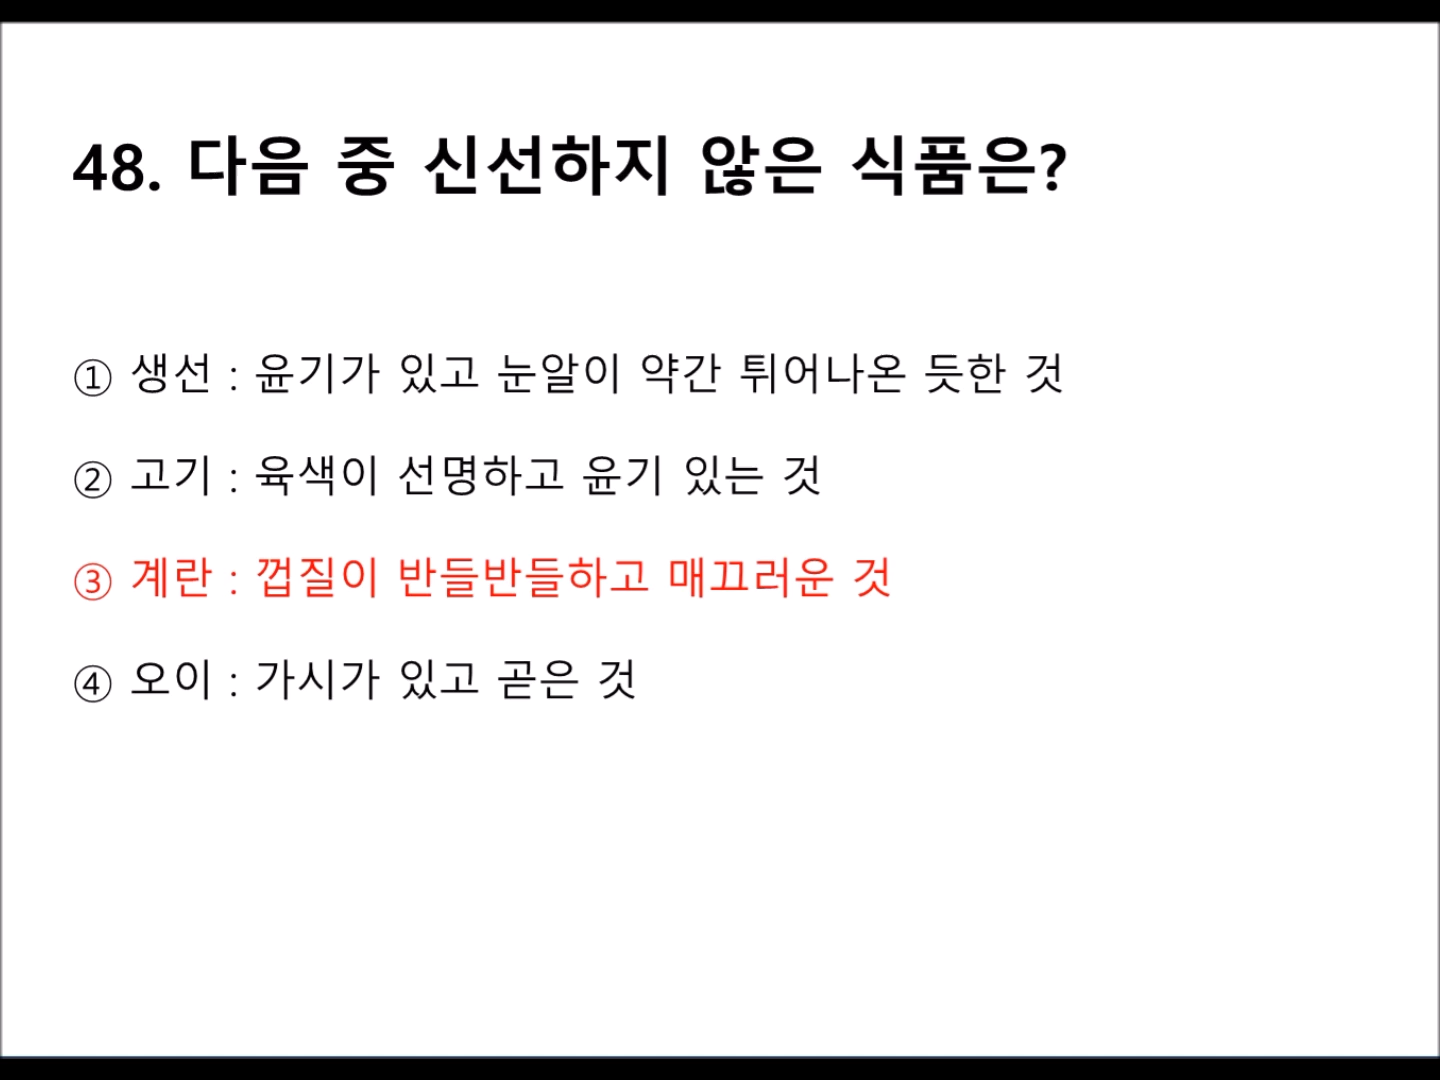 48. 다음 중 신선하지 않은 식품은?
① 생선 : 윤기가 있고 눈알이 약간 튀어나온 듯한 것
② 고기 : 육색이 선명하고 윤기 있는 것
③ 계란 : 껍질이 반들반들하고 매끄러운 것
④ 오이 : 가시가 있고 곧은 것